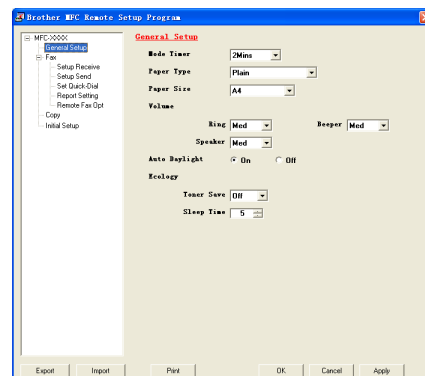 Brother MFC Remote Setup Program
MFC-XXXX
General Setup
Fax
Setup Receive
Setup Send
Set Quick-Dial
Report Setting
Remote Fax Opt
Copy
Initial Setup
General Setup
Mode Timer 2Mins
Paper Type Plain
Paper Size A4
Volume
Ring Med Beeper Med
Speaker Med
Auto Daylight On Off
Ecology
Toner Save Off
Sleep Time 5
Export Import Print OK Cancel Apply